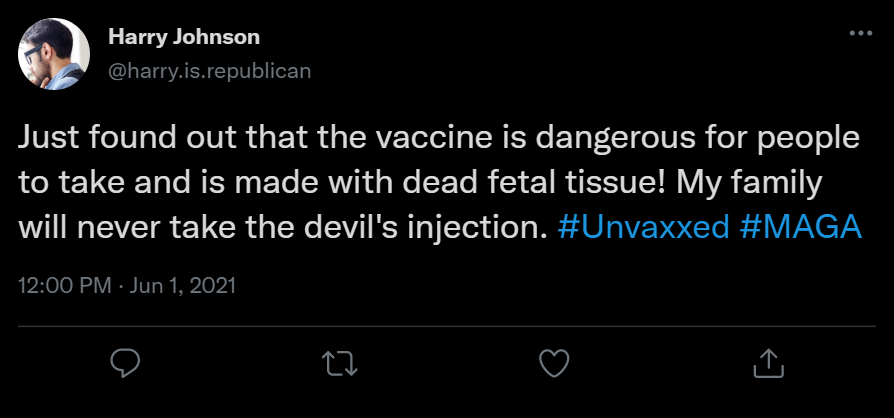 Harry Johnson
@harry.is.republican
Just found out that the vaccine is dangerous for people
to take and is made with dead fetal tissue! My family
will never take the devil's injection. #Unvaxxed #MAGA
12:00 PM · Jun 1, 2021